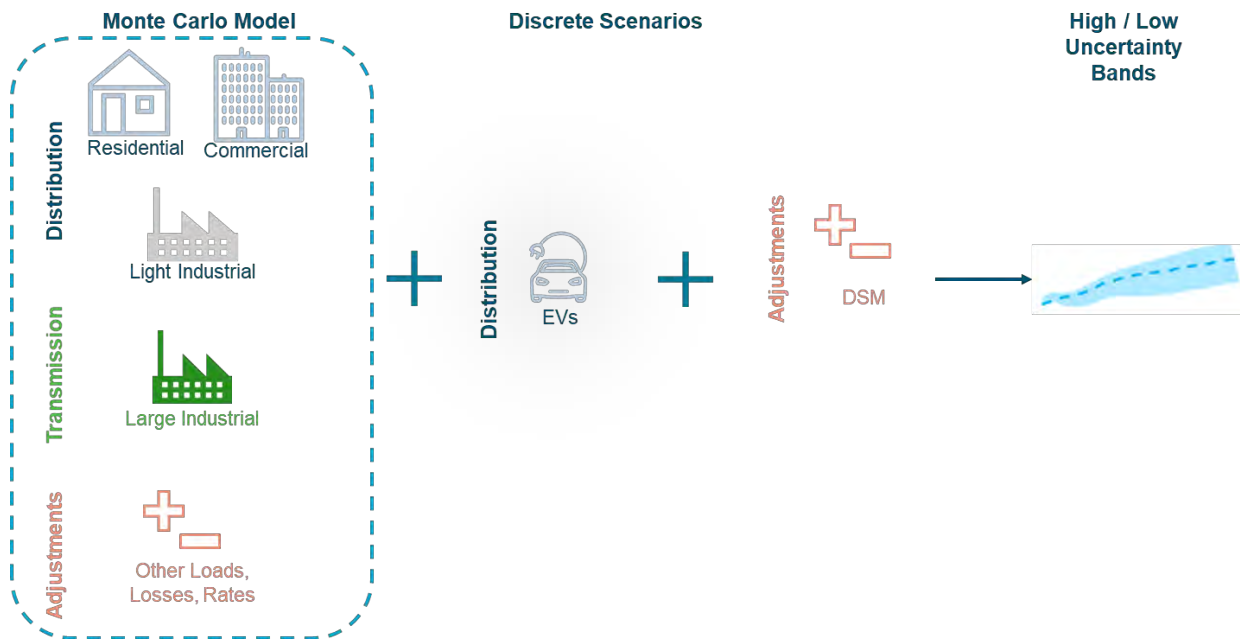 Monte Carlo Model
Distribution
Residential
Commercial
Light Industrial
Transmission
Large Industrial
Adjustments
Other Loads,
Losses, Rates
Discrete Scenarios
Distribution
EVs
Adjustments
DSM
High / Low
Uncertainty
Bands